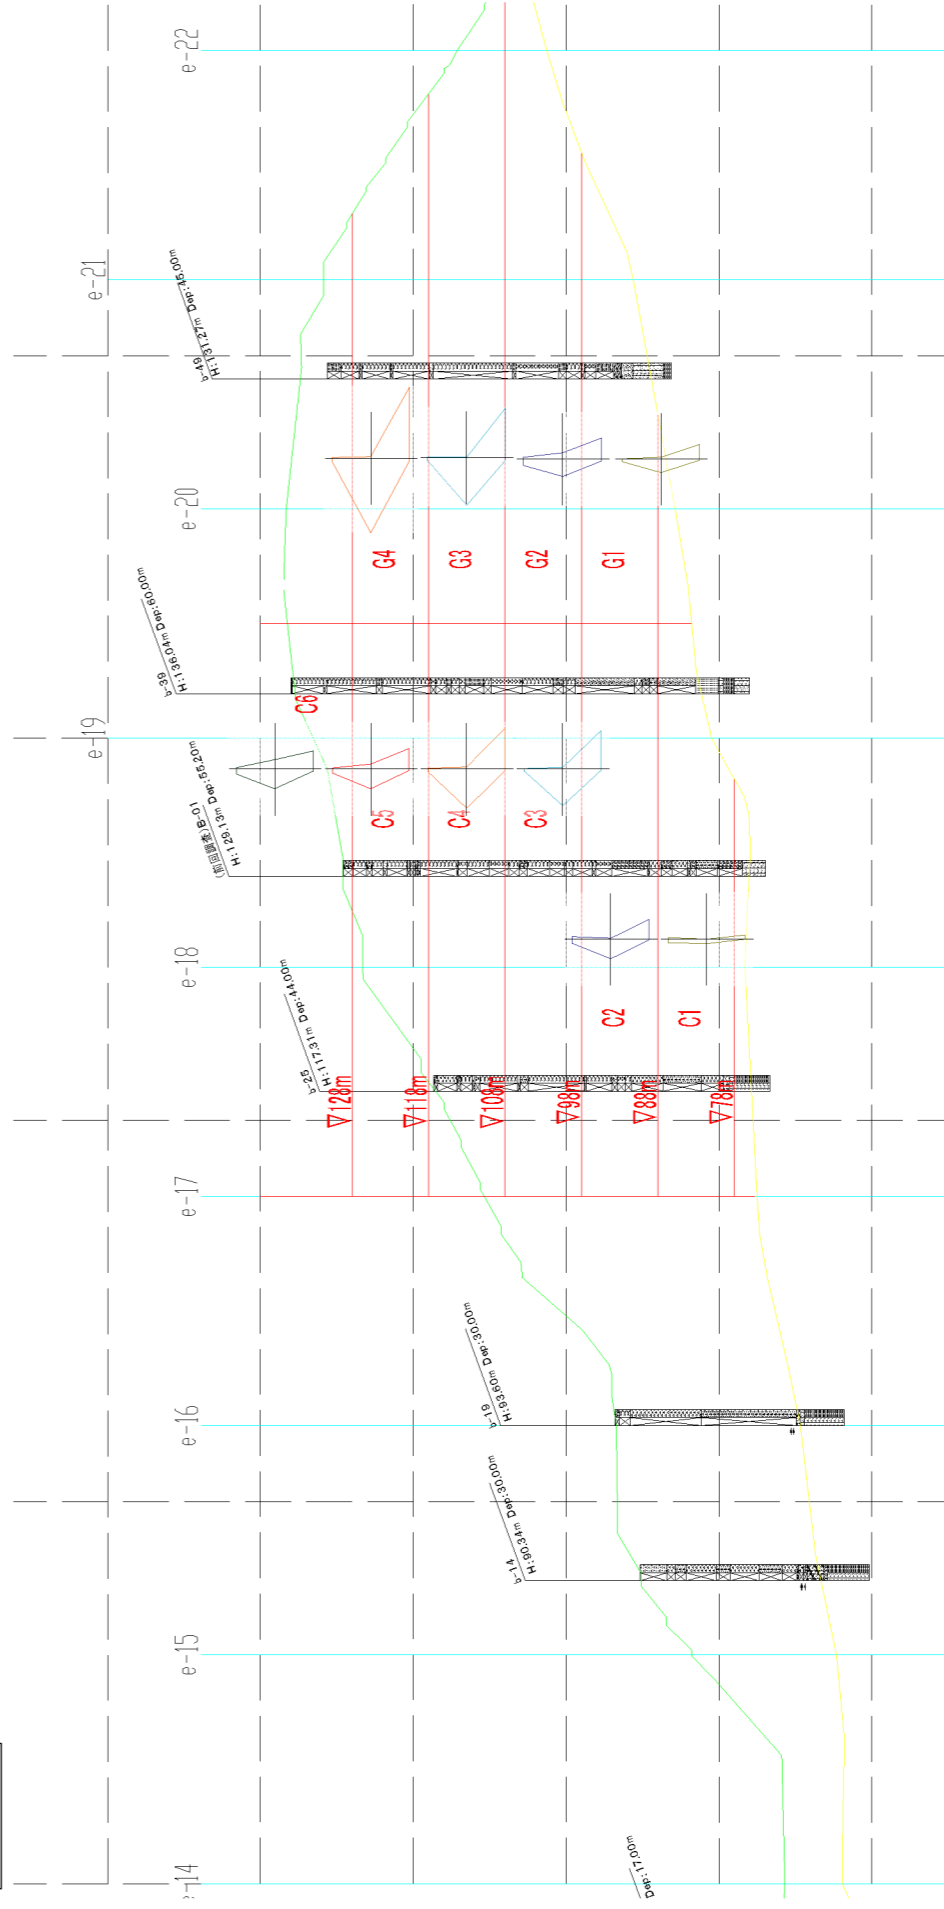 e-22
e-21
b-49
H:131.27m Dep:45.00m
e-20
G4
G3
G2
G1
b-39
H:136.04m Dep:60.00m
C6
e-19
(前回調査)B-01
H:129.13m Dep:55.20m
C5
C4
C3
e-18
C2
C1
b-25
H:117.31m Dep:44.00m
▽128m
▽118m
▽108m
▽98m
▽88m
▽78m
e-17
b-19
H:93.60m Dep:30.00m
e-16
b-14
H:90.34m Dep:30.00m
e-15
Dep:17.00m
e-14